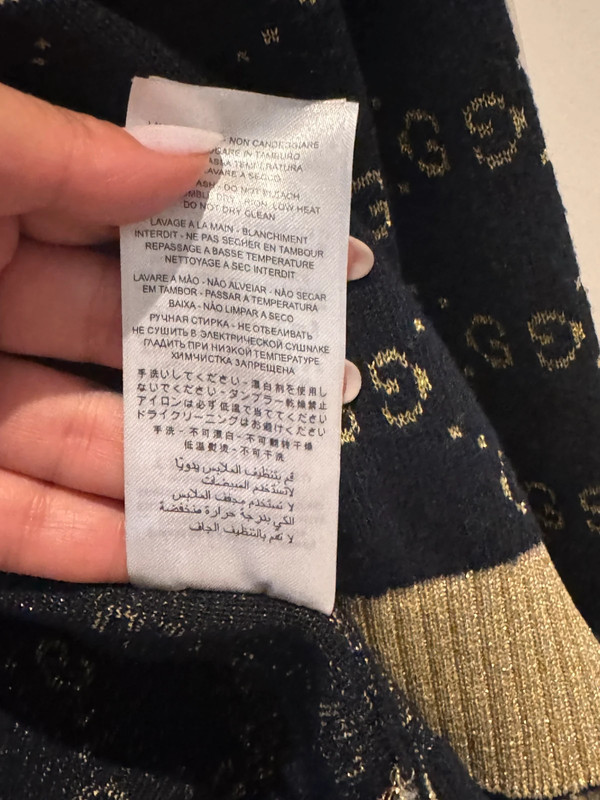 - NON CANDEGGIARE
IN TAMBURO
TEMPERATURA
LAVARE A SECCO
DO NOT BLEACH
LOW HEAT
DO NOT DRY CLEAN
LAVAGE A LA MAIN - BLANCHIMENT
INTERDIT - NE PAS SECHER EN TAMBOUR
REPASSAGE A BASSE TEMPERATURE
NETTOYAGE A SEC INTERDIT
LAVARE A MÃO - NÃO ALVEIAR - NÃO SEGAR
EM TAMBOR - PASSAR A TEMPERATURA
BAIXA - NÃO LIMPAR A SECO
РУЧНАЯ СТИРКА - НЕ ОТБЕЛИВАТЬ
НЕ СУШИТЬ В ЭЛЕКТРИЧЕСКОЙ СУШИЛКЕ
ГЛАДИТЬ ПРИ НИЗКОЙ ТЕМПЕРАТУРЕ
ХИМЧИСТКА ЗАПРЕЩЕНА
手洗いしてください - 漂白剤を使用し
ないでください - タンブラー乾燥禁止
アイロンは必ず低温で当ててください
ドライクリーニングはお避けください
手洗 - 不可漂白 - 不可翻转干燥
低温熨烫 - 不可干洗
قم بتنظيف الملابس يدويًا
لا تستخدم المبيضات
لا تستخدم مجفف الملابس
الكي بدرجة حرارة منخفضة
لا تقم بالتنظيف الجاف